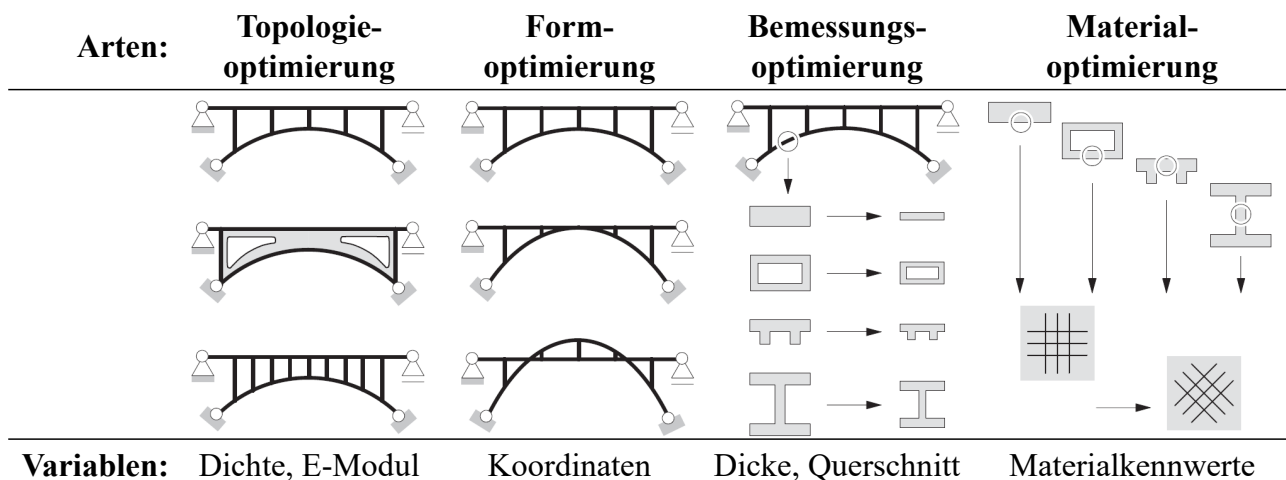 Arten:
Topologie-
optimierung
Form-
optimierung
Bemessungs-
optimierung
Material-
optimierung
Variablen: Dichte, E-Modul Koordinaten Dicke, Querschnitt Materialkennwerte